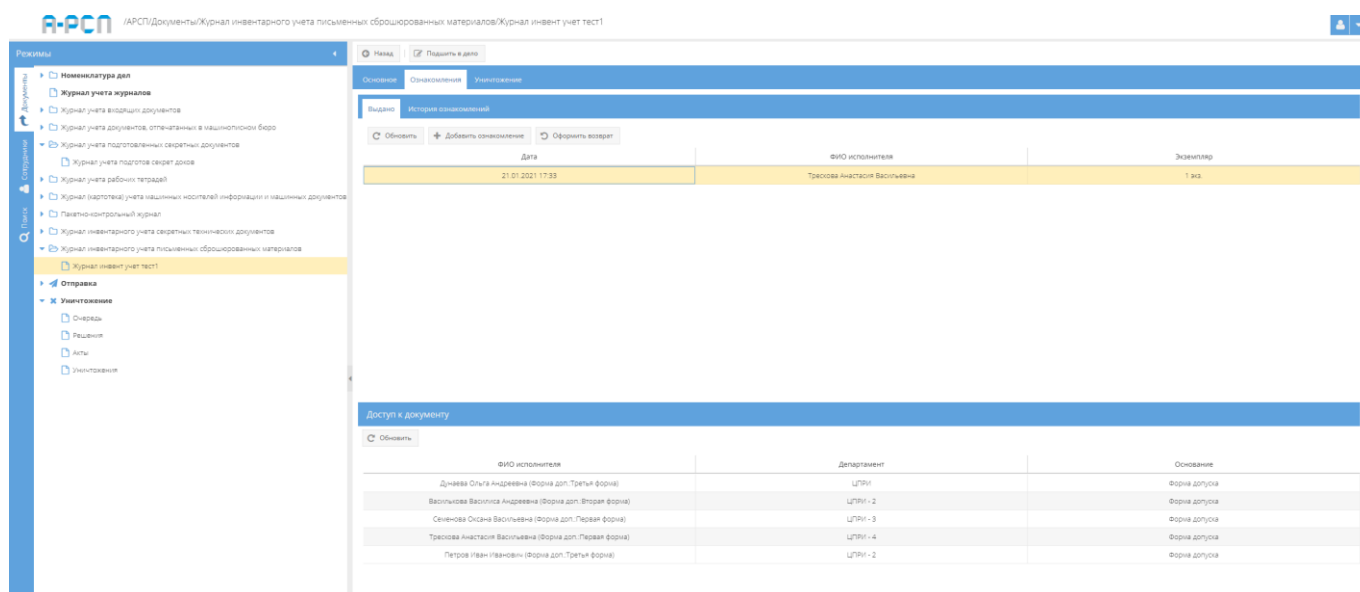 А-РСП
/АРСП/Документы/Журнал инвентарного учета письменных сброшюрованных материалов/Журнал инвент учет тест1
Режимы
Документы
Сотрудники
Поиск
Номенклатура дел
Журнал учета журналов
Журнал учета входящих документов
Журнал учета документов, отпечатанных в машинописном бюро
Журнал учета подготовленных секретных документов
Журнал учета подготов секрет доков
Журнал учета рабочих тетрадей
Журнал (картотека) учета машинных носителей информации и машинных документов
Пакетно-контрольный журнал
Журнал инвентарного учета секретных технических документов
Журнал инвентарного учета письменных сброшюрованных материалов
Журнал инвент учет тест1
Отправка
Уничтожение
Очередь
Решения
Акты
Уничтожения
Назад Подшить в дело
Основное Ознакомления Уничтожение
Выдано История ознакомлений
Обновить Добавить ознакомление Оформить возврат
Дата ФИО исполнителя Экземпляр
21.01.2021 17:33 Трескова Анастасия Васильевна 1 экз.
Доступ к документу
Обновить
ФИО исполнителя Департамент Основание
Дунаева Ольга Андреевна (Форма доп.:Третья форма) ЦПРИ Форма допуска
Василькова Василиса Андреевна (Форма доп.:Вторая форма) ЦПРИ - 2 Форма допуска
Семенова Оксана Васильевна (Форма доп.:Первая форма) ЦПРИ - 3 Форма допуска
Трескова Анастасия Васильевна (Форма доп.:Первая форма) ЦПРИ - 4 Форма допуска
Петров Иван Иванович (Форма доп.:Третья форма) ЦПРИ - 2 Форма допуска